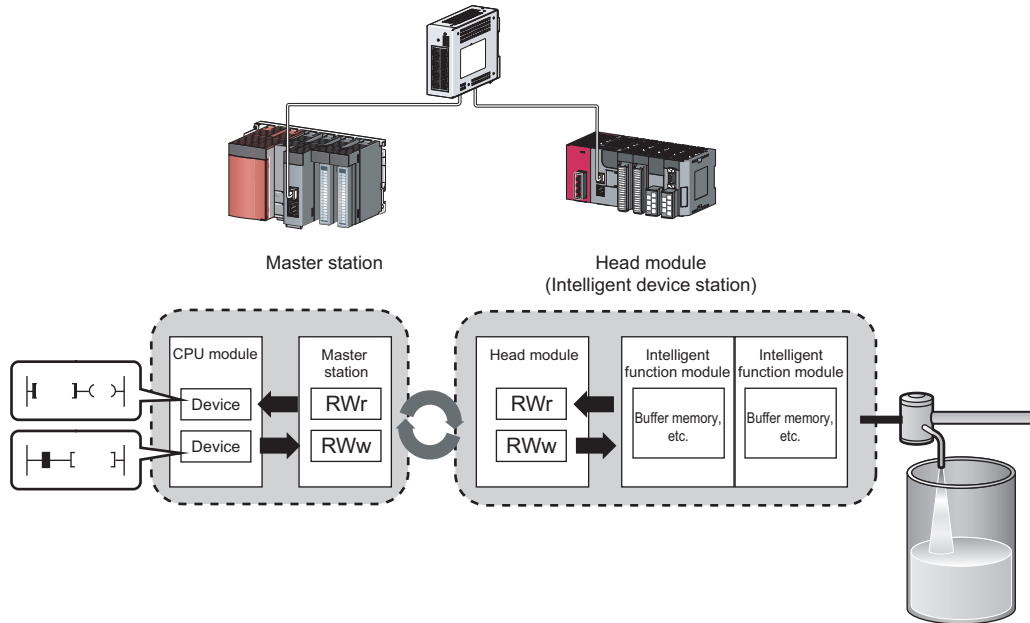 Master station
Head module
(Intelligent device station)
CPU module
Device
Device
Master
station
RWr
RWw
Head module
RWr
RWw
Intelligent
function module
Buffer memory,
etc.
Intelligent
function module
Buffer memory,
etc.